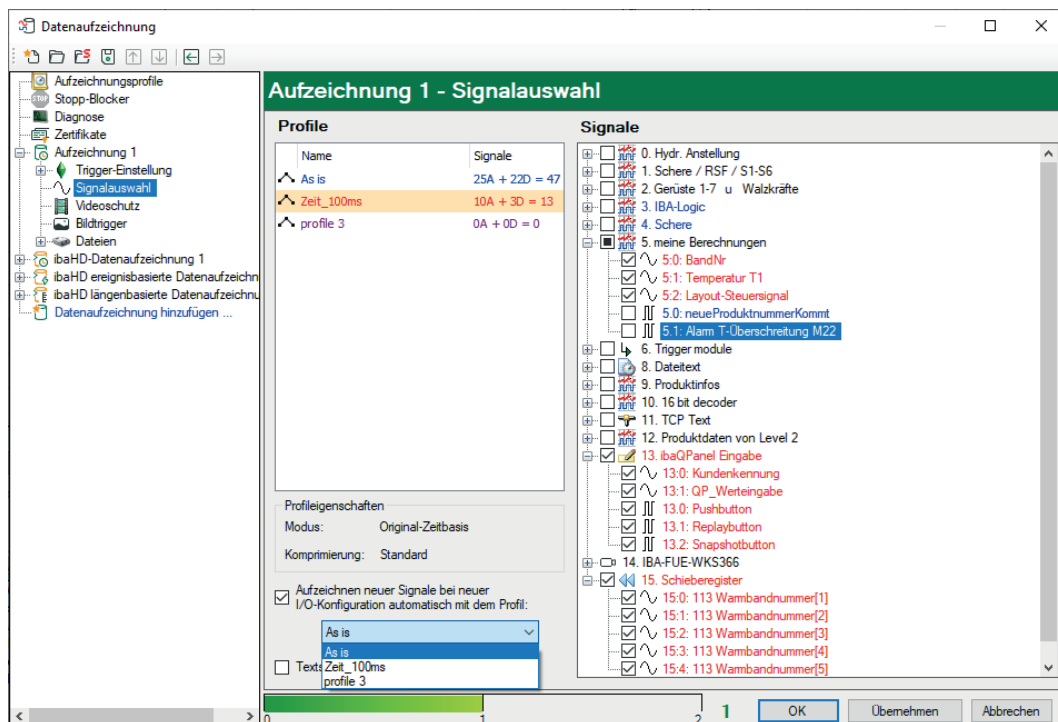 Datenaufzeichnung
Aufzeichnungsprofile
STOP
Stopp-Blocker
Diagnose
Zertifikate
Aufzeichnung 1
Trigger-Einstellung
Signalauswahl
Videoschutz
Bildtrigger
Dateien
ibaHD-Datenaufzeichnung 1
ibaHD ereignisbasierte Datenaufzeichn
ibaHD längenbasierte Datenaufzeichnu
Datenaufzeichnung hinzufügen ...
Aufzeichnung 1 - Signalauswahl
Profile
Name Signale
As is 25A + 22D = 47
Zeit_100ms 10A + 3D = 13
profile 3 0A + 0D = 0
Profileigenschaften
Modus: Original-Zeitbasis
Komprimierung: Standard
Aufzeichnen neuer Signale bei neuer
I/O-Konfiguration automatisch mit dem Profil:
As is
As is
Texts
Zeit_100ms
profile 3
Signale
0. Hydr. Anstellung
1. Schere / RSF / S1-S6
2. Gerüste 1-7 u Walzkräfte
3. IBA-Logic
4. Schere
5. meine Berechnungen
5:0: BandNr
5:1: Temperatur T1
5:2: Layout-Steuersignal
5.0: neueProduktnummerKommt
5.1: Alarm T-Überschreitung M22
6. Trigger module
8. Dateitext
9. Produktinfos
10. 16 bit decoder
11. TCP Text
12. Produktdaten von Level 2
13. ibaQPanel Eingabe
13:0: Kundenkennung
13:1: QP_Werteingabe
13.0: Pushbutton
13.1: Replaybutton
13.2: Snapshotbutton
14. IBA-FUE-WKS366
15. Schieberegister
15:0: 113 Warmbandnummer[1]
15:1: 113 Warmbandnummer[2]
15:2: 113 Warmbandnummer[3]
15:3: 113 Warmbandnummer[4]
15:4: 113 Warmbandnummer[5]
0 1 2
1
OK Übernehmen Abbrechen